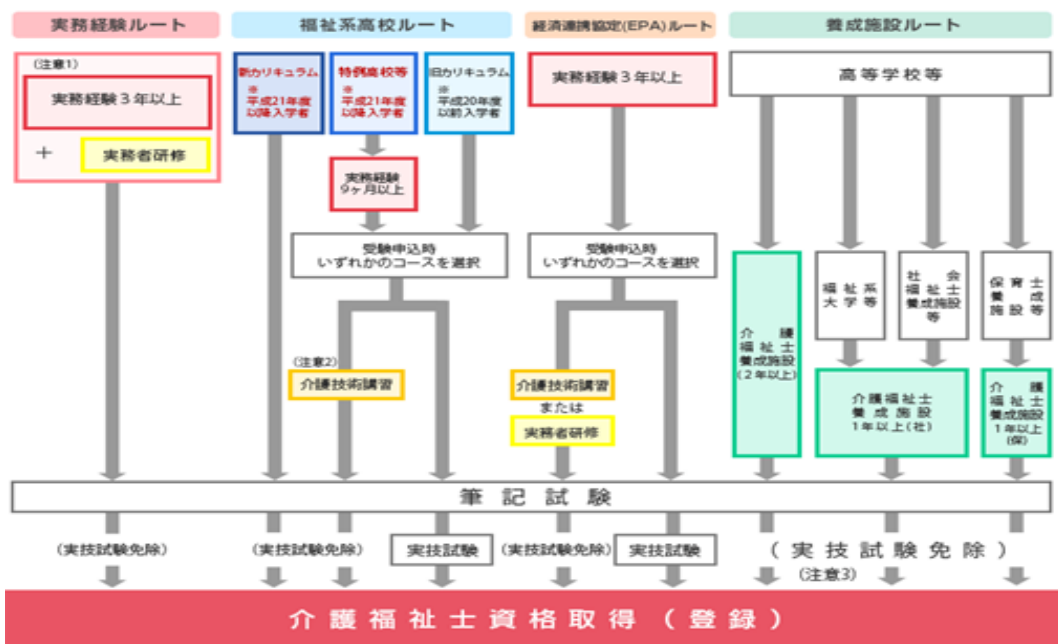 実務経験ルート
福祉系高校ルート
経済連携協定(EPA)ルート
養成施設ルート
(注意1)
実務経験3年以上
+
実務者研修
新カリキュラム
※
平成21年度
以降入学者
特例高校等
※
平成21年度
以降入学者
旧カリキュラム
※
平成20年度
以前入学者
実務経験
9ヶ月以上
受験申込時
いずれかのコースを選択
(注意2)
介護技術講習
実務経験3年以上
受験申込時
いずれかのコースを選択
介護技術講習
または
実務者研修
高等学校等
福祉系
大学等
社会
福祉士
養成施設
等
保育士
養成
施設等
介護
福祉士
養成施設
(2年以上)
介護福祉士
養成施設
1年以上(社)
介護
福祉士
養成施設
1年以上
(保)
筆記試験
(実技試験免除)
(実技試験免除)
実技試験
(実技試験免除)
実技試験
(実技試験免除)
(注意3)
介護福祉士資格取得(登録)